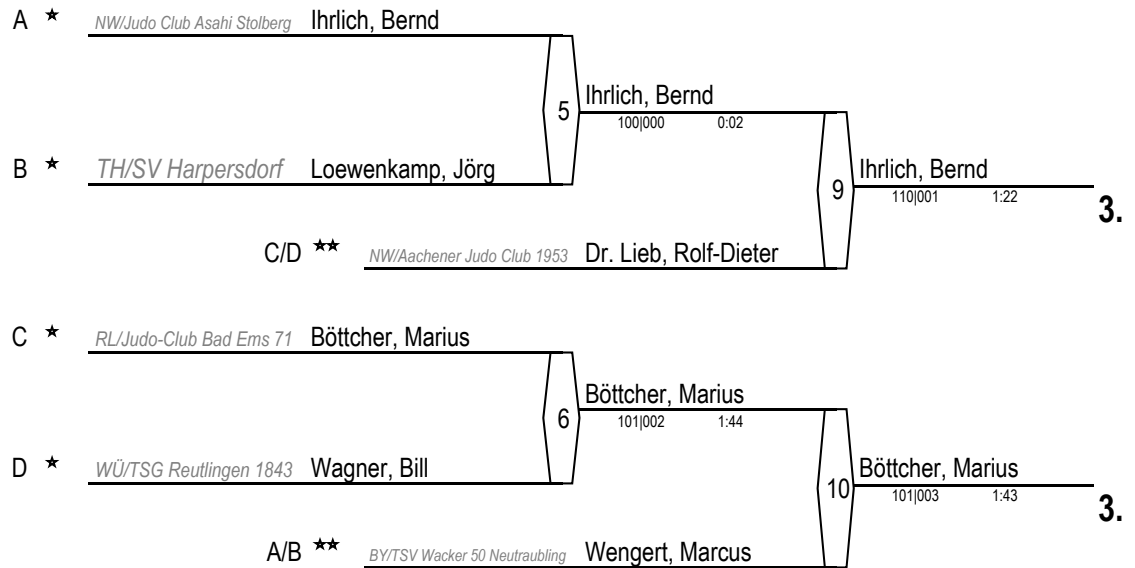 A ★ NW/Judo Club Asahi Stolberg Ihrlich, Bernd
5 Ihrlich, Bernd
100|000 0:02
B ★ TH/SV Harpersdorf Loewenkamp, Jörg
9 Ihrlich, Bernd
110|001 1:22
3.
C/D ★★ NW/Aachener Judo Club 1953 Dr. Lieb, Rolf-Dieter
C ★ RL/Judo-Club Bad Ems 71 Böttcher, Marius
6 Böttcher, Marius
101|002 1:44
D ★ WÜ/TSG Reutlingen 1843 Wagner, Bill
10 Böttcher, Marius
101|003 1:43
3.
A/B ★★ BY/TSV Wacker 50 Neutraubling Wengert, Marcus